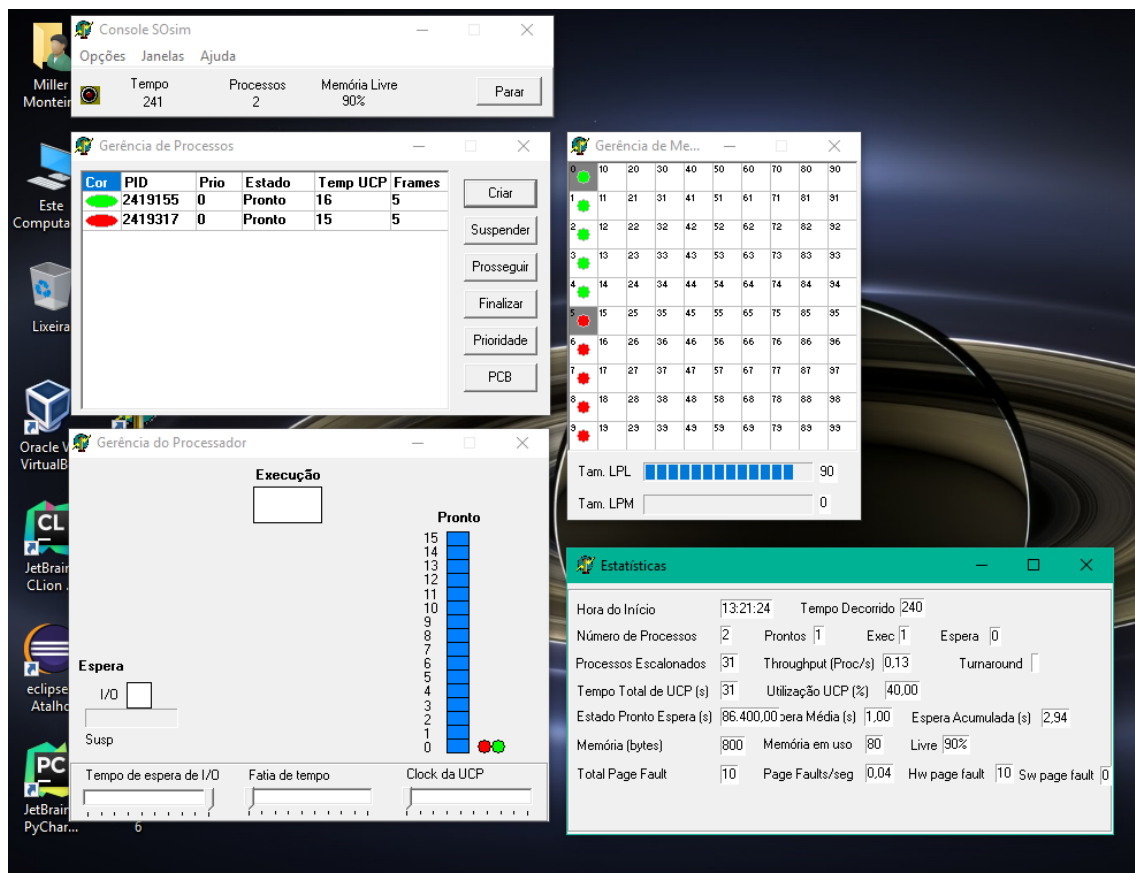 Console SOsim
Opções Janelas Ajuda
Tempo Processos Memória Livre
241 2 90%
Parar
Miller
Monteir
Este
Computa
Lixeira
Oracle V
VirtualB
JetBrain
CLion .
eclipse
Atalho
JetBrain
PyChar...
6
Gerência de Processos
Cor PID Prio Estado Temp UCP Frames
2419155 0 Pronto 16 5
2419317 0 Pronto 15 5
Criar
Suspender
Prosseguir
Finalizar
Prioridade
PCB
Gerência de Me...
0 10 20 30 40 50 60 70 80 90
1 11 21 31 41 51 61 71 81 91
2 12 22 32 42 52 62 72 82 92
3 13 23 33 43 53 63 73 83 93
4 14 24 34 44 54 64 74 84 94
5 15 25 35 45 55 65 75 85 95
6 16 26 36 46 56 66 76 86 96
7 17 27 37 47 57 67 77 87 97
8 18 28 38 48 58 68 78 88 98
9 19 29 39 49 59 69 79 89 99
Tam. LPL 90
Tam. LPM 0
Gerência do Processador
Execução
Pronto
15
14
13
12
11
10
9
8
7
6
5
4
3
2
1
0
Espera
I/O
Susp
Tempo de espera de I/O Fatia de tempo Clock da UCP
Estatísticas
Hora do Início 13:21:24 Tempo Decorrido 240
Número de Processos 2 Prontos 1 Exec 1 Espera 0
Processos Escalonados 31 Throughput (Proc/s) 0,13 Turnaround
Tempo Total de UCP (s) 31 Utilização UCP (%) 40,00
Estado Pronto Espera (s) 86.400,00 pera Média (s) 1,00 Espera Acumulada (s) 2,94
Memória (bytes) 800 Memória em uso 80 Livre 90%
Total Page Fault 10 Page Faults/seg 0,04 Hw page fault 10 Sw page fault 0